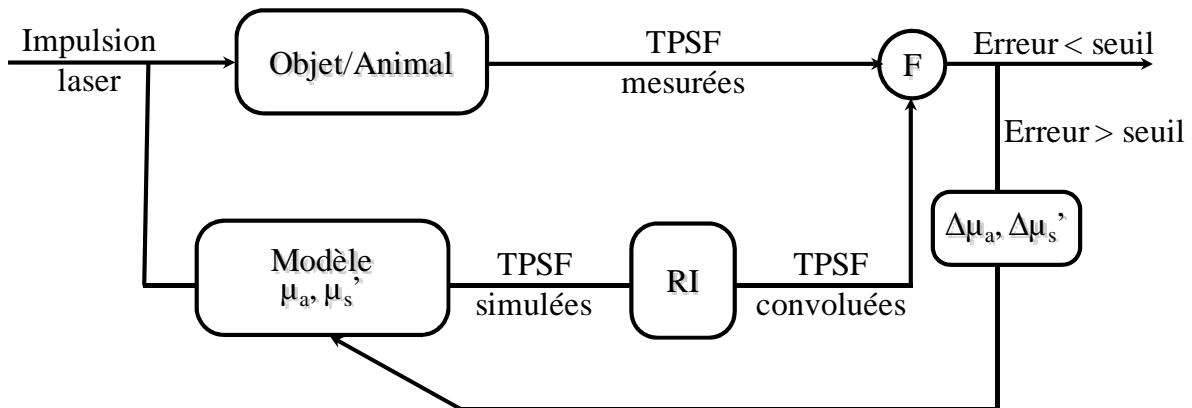 Impulsion
laser
Objet/Animal
TPSF
mesurées
F
Erreur < seuil
Erreur > seuil
Δμa, Δμs’
Modèle
μa, μs’
TPSF
simulées
RI
TPSF
convoluées